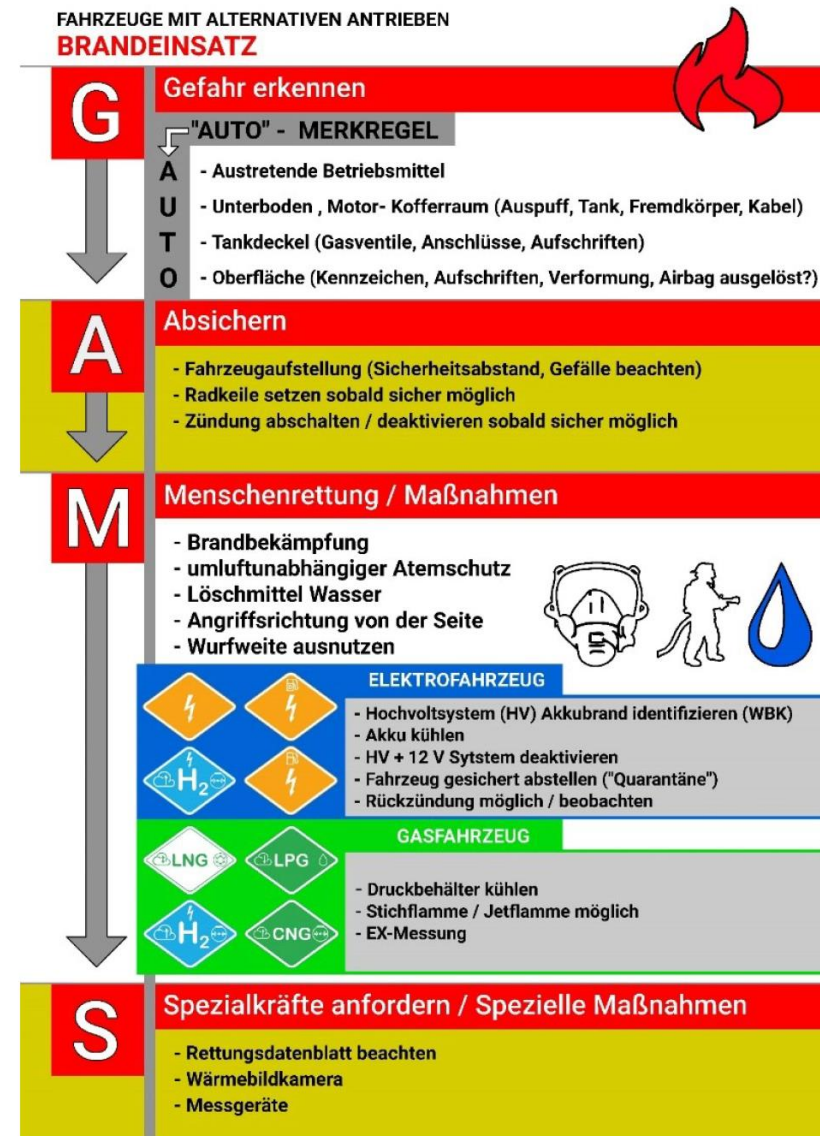 FAHRZEUGE MIT ALTERNATIVEN ANTRIEBEN
BRANDEINSATZ
G
Gefahr erkennen
"AUTO" - MERKREGEL
A - Austretende Betriebsmittel
U - Unterboden , Motor- Kofferraum (Auspuff, Tank, Fremdkörper, Kabel)
T - Tankdeckel (Gasventile, Anschlüsse, Aufschriften)
O - Oberfläche (Kennzeichen, Aufschriften, Verformung, Airbag ausgelöst?)
A
Absichern
- Fahrzeugaufstellung (Sicherheitsabstand, Gefälle beachten)
- Radkeile setzen sobald sicher möglich
- Zündung abschalten / deaktivieren sobald sicher möglich
M
Menschenrettung / Maßnahmen
- Brandbekämpfung
- umluftunabhängiger Atemschutz
- Löschmittel Wasser
- Angriffsrichtung von der Seite
- Wurfweite ausnutzen
ELEKTROFAHRZEUG
H2
- Hochvoltsystem (HV) Akkubrand identifizieren (WBK)
- Akku kühlen
- HV + 12 V Sytstem deaktivieren
- Fahrzeug gesichert abstellen ("Quarantäne")
- Rückzündung möglich / beobachten
GASFAHRZEUG
LNG
LPG
H2
CNG
- Druckbehälter kühlen
- Stichflamme / Jetflamme möglich
- EX-Messung
S
Spezialkräfte anfordern / Spezielle Maßnahmen
- Rettungsdatenblatt beachten
- Wärmebildkamera
- Messgeräte